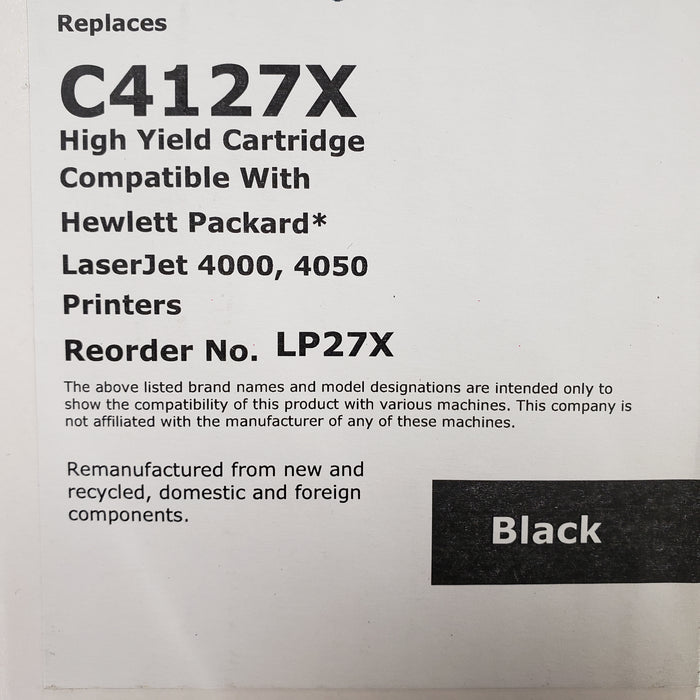 Replaces
C4127X
High Yield Cartridge
Compatible With
Hewlett Packard*
LaserJet 4000, 4050
Printers
Reorder No. LP27X
The above listed brand names and model designations are intended only to
show the compatibility of this product with various machines. This company is
not affiliated with the manufacturer of any of these machines.
Remanufactured from new and
recycled, domestic and foreign
components.
Black